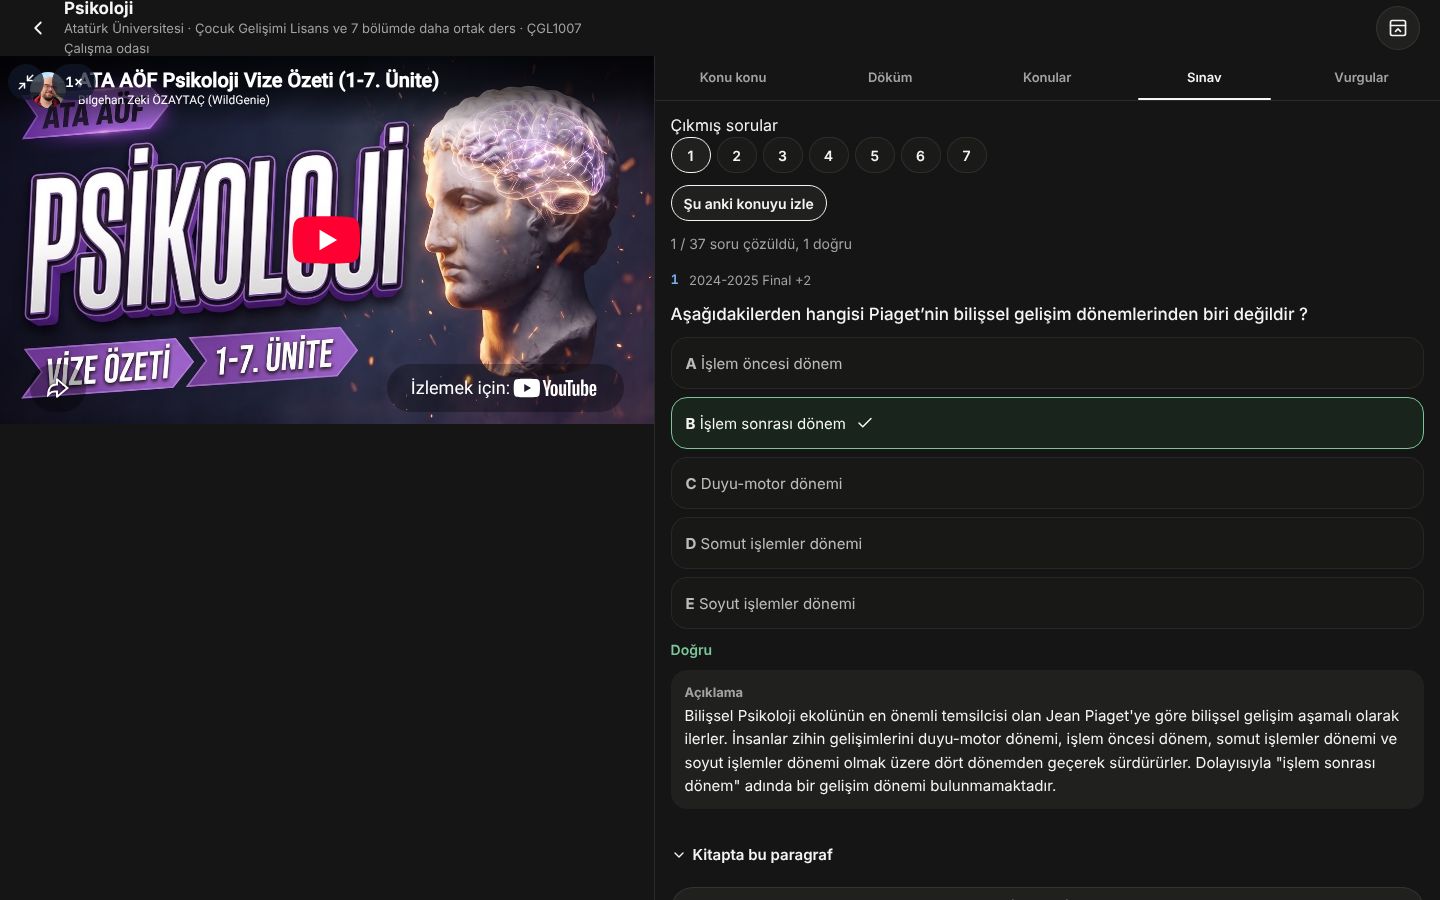 Psikoloji
Atatürk Üniversitesi · Çocuk Gelişimi Lisans ve 7 bölümde daha ortak ders · ÇGL1007
Çalışma odası
1×
ATA AÖF Psikoloji Vize Özeti (1-7. Ünite)
Bilgehan Zeki ÖZAYTAÇ (WildGenie)
ATA AÖF
PSİKOLOJİ
VİZE ÖZETİ
1-7. ÜNİTE
İzlemek için: YouTube
Konu konu
Döküm
Konular
Sınav
Vurgular
Çıkmış sorular
1 2 3 4 5 6 7
Şu anki konuyu izle
1 / 37 soru çözüldü, 1 doğru
1 2024-2025 Final +2
Aşağıdakilerden hangisi Piaget’nin bilişsel gelişim dönemlerinden biri değildir ?
A İşlem öncesi dönem
B İşlem sonrası dönem
C Duyu-motor dönemi
D Somut işlemler dönemi
E Soyut işlemler dönemi
Doğru
Açıklama
Bilişsel Psikoloji ekolünün en önemli temsilcisi olan Jean Piaget'ye göre bilişsel gelişim aşamalı olarak
ilerler. İnsanlar zihin gelişimlerini duyu-motor dönemi, işlem öncesi dönem, somut işlemler dönemi ve
soyut işlemler dönemi olmak üzere dört dönemden geçerek sürdürürler. Dolayısıyla "işlem sonrası
dönem" adında bir gelişim dönemi bulunmamaktadır.
Kitapta bu paragraf